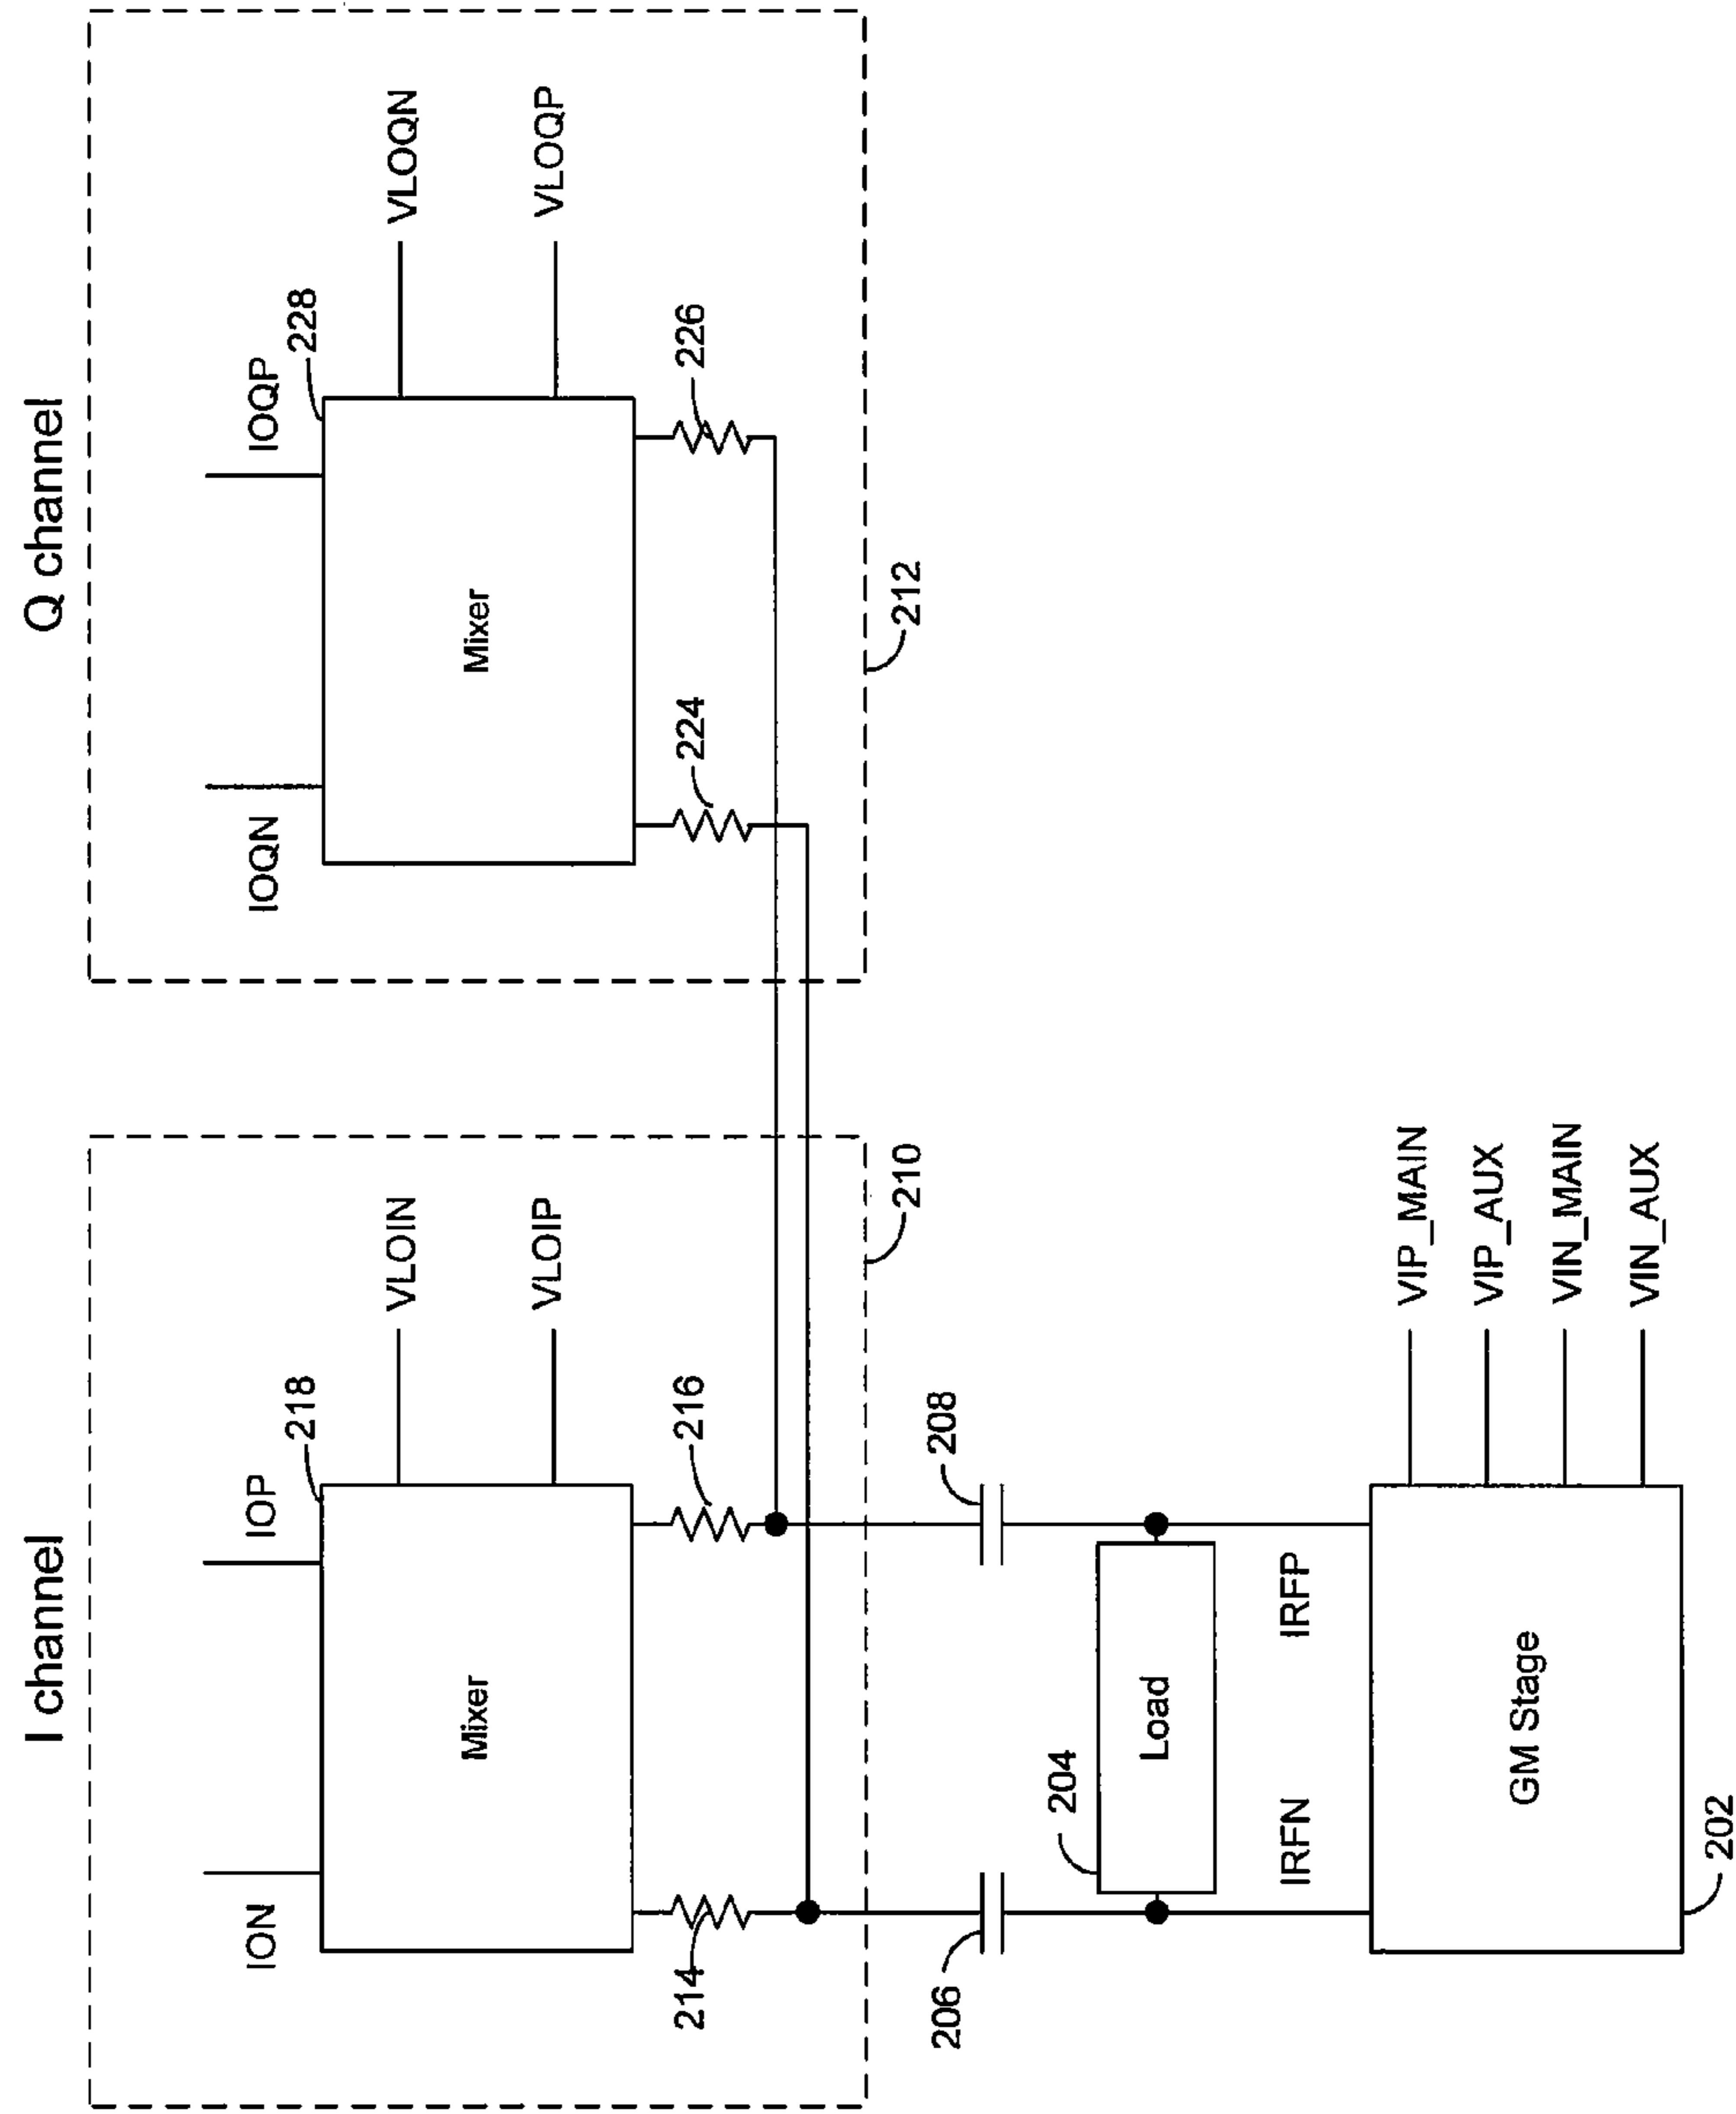 I channel
Q channel
ION
IOP
218
IOQN
IOQP
228
Mixer
VLOIN
VLOIP
Mixer
VLOQN
VLOQP
214
216
224
226
210
212
206
208
204
Load
IRFN
IRFP
GM Stage
VIP_MAIN
VIP_AUX
VIN_MAIN
VIN_AUX
202